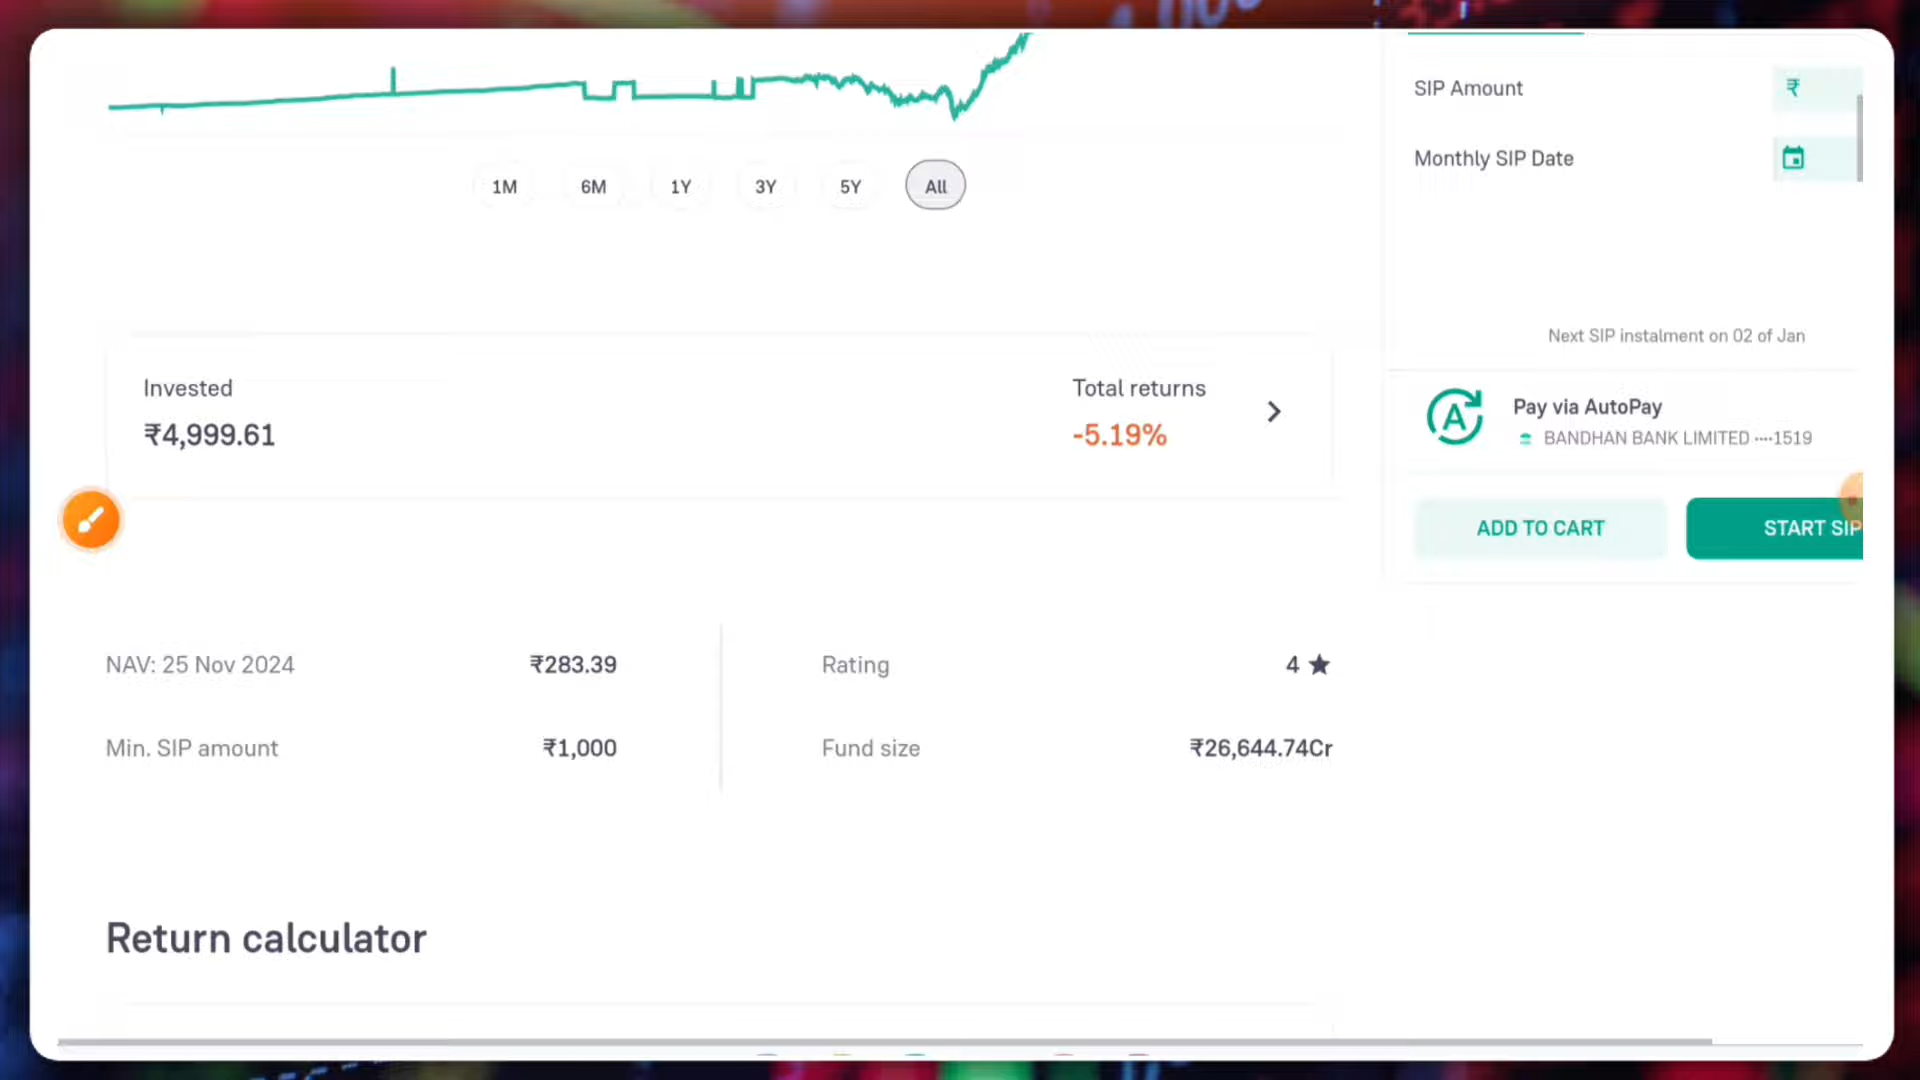 SIP Amount ₹
Monthly SIP Date
1M 6M 1Y 3Y 5Y All
Next SIP instalment on 02 of Jan
Invested
₹4,999.61
Total returns
-5.19%
Pay via AutoPay
BANDHAN BANK LIMITED ••••1519
ADD TO CART
START SIP
NAV: 25 Nov 2024 ₹283.39
Rating 4 ★
Min. SIP amount ₹1,000
Fund size ₹26,644.74Cr
Return calculator